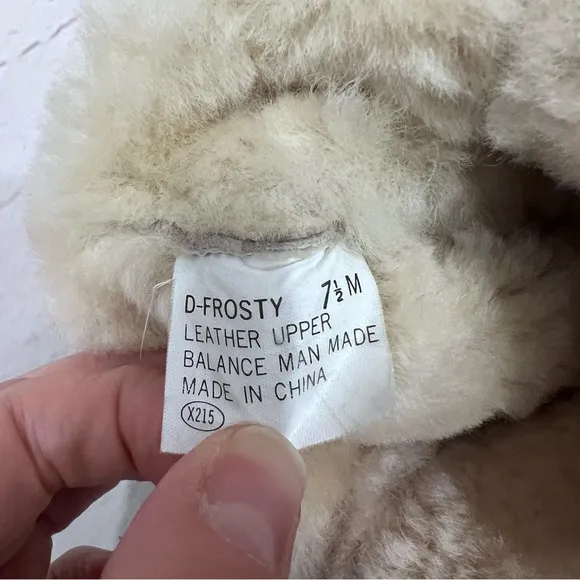 D-FROSTY 7½ M
LEATHER UPPER
BALANCE MAN MADE
MADE IN CHINA
X215